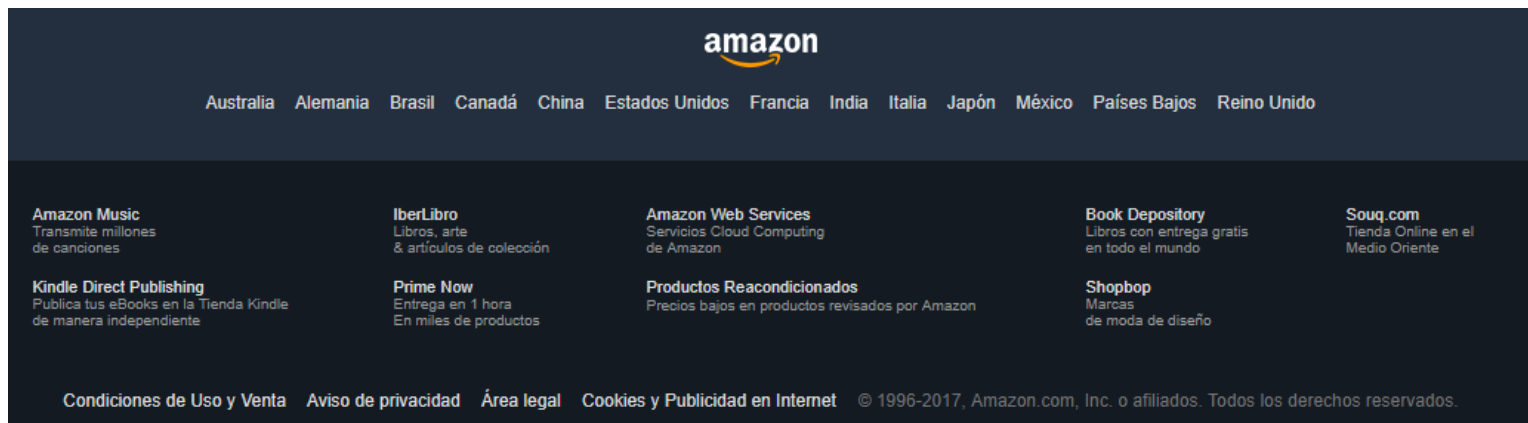 amazon
Australia Alemania Brasil Canadá China Estados Unidos Francia India Italia Japón México Países Bajos Reino Unido
Amazon Music
Transmite millones
de canciones
IberLibro
Libros, arte
& artículos de colección
Amazon Web Services
Servicios Cloud Computing
de Amazon
Book Depository
Libros con entrega gratis
en todo el mundo
Souq.com
Tienda Online en el
Medio Oriente
Kindle Direct Publishing
Publica tus eBooks en la Tienda Kindle
de manera independiente
Prime Now
Entrega en 1 hora
En miles de productos
Productos Reacondicionados
Precios bajos en productos revisados por Amazon
Shopbop
Marcas
de moda de diseño
Condiciones de Uso y Venta Aviso de privacidad Área legal Cookies y Publicidad en Internet © 1996-2017, Amazon.com, Inc. o afiliados. Todos los derechos reservados.